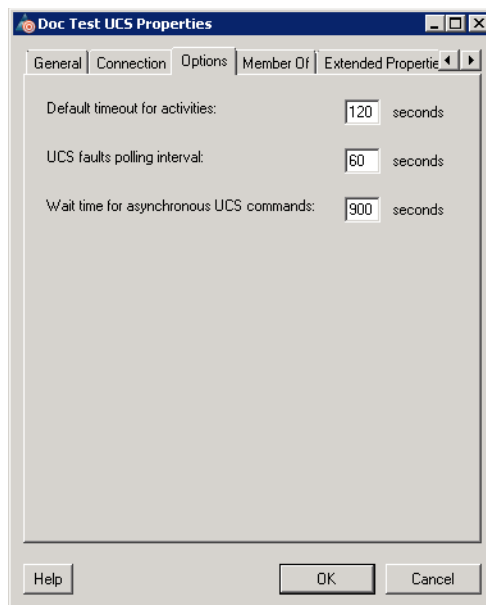 Doc Test UCS Properties
General Connection Options Member Of Extended Propertie
Default timeout for activities: 120 seconds
UCS faults polling interval: 60 seconds
Wait time for asynchronous UCS commands: 900 seconds
Help OK Cancel